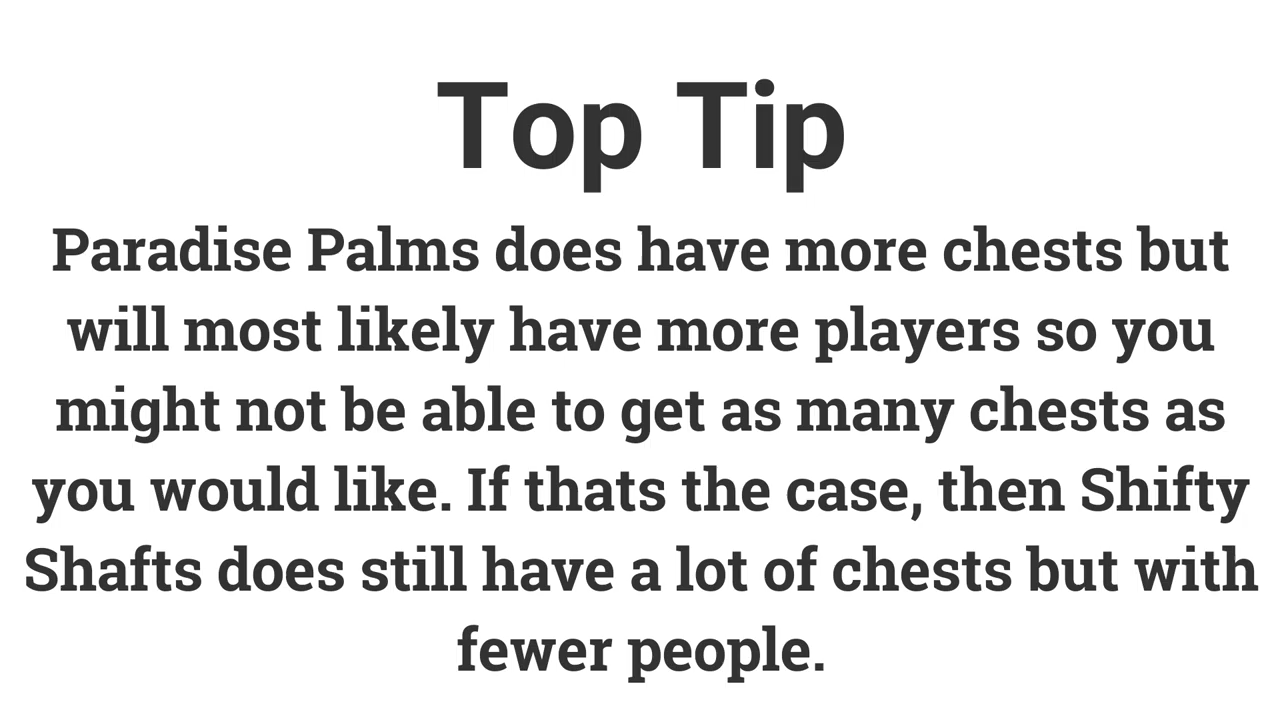 Top Tip
Paradise Palms does have more chests but
will most likely have more players so you
might not be able to get as many chests as
you would like. If thats the case, then Shifty
Shafts does still have a lot of chests but with
fewer people.